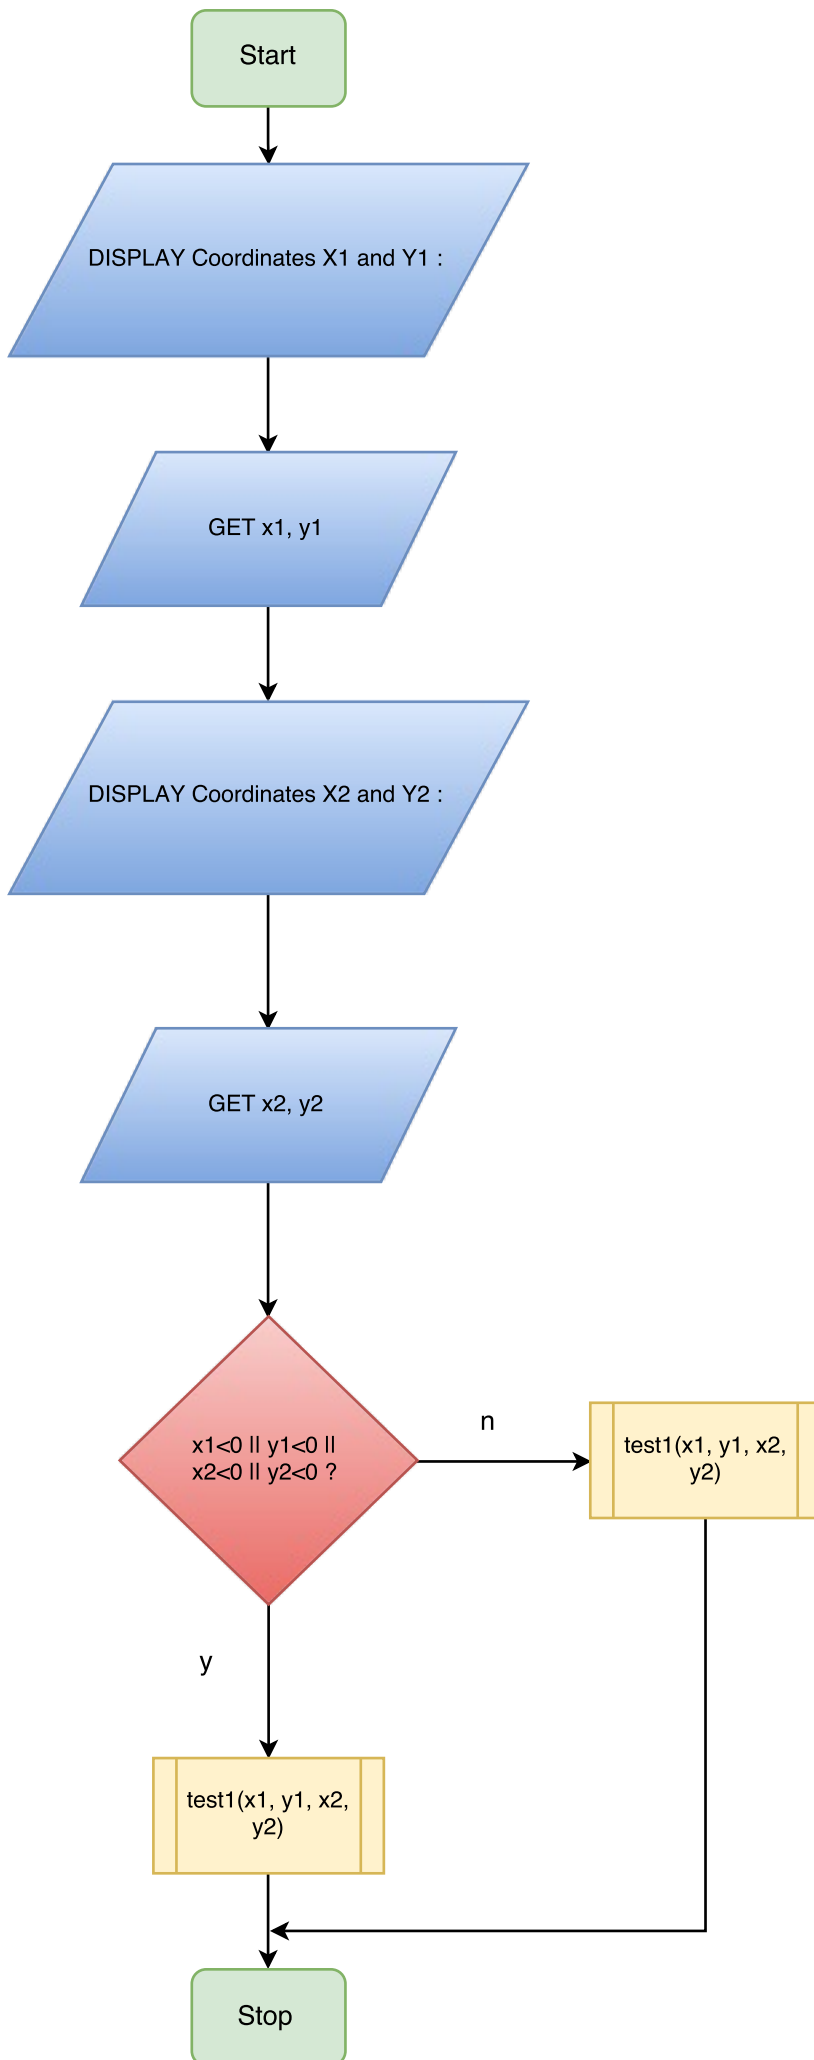 Start
DISPLAY Coordinates X1 and Y1 :
GET x1, y1
DISPLAY Coordinates X2 and Y2 :
GET x2, y2
x1<0 || y1<0 ||
x2<0 || y2<0 ?
n
test1(x1, y1, x2,
y2)
y
test1(x1, y1, x2,
y2)
Stop